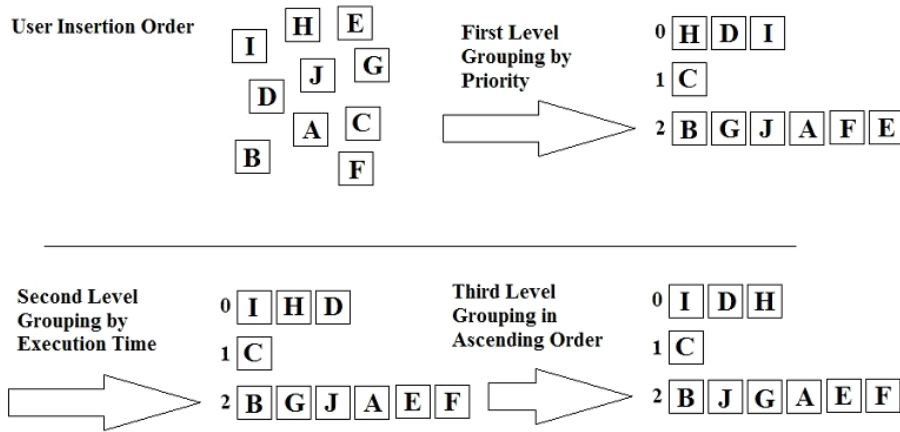 User Insertion Order
I H E
D J G
B A C
F
First Level
Grouping by
Priority
0 H D I
1 C
2 B G J A F E
Second Level
Grouping by
Execution Time
0 I H D
1 C
2 B G J A E F
Third Level
Grouping in
Ascending Order
0 I D H
1 C
2 B J G A E F